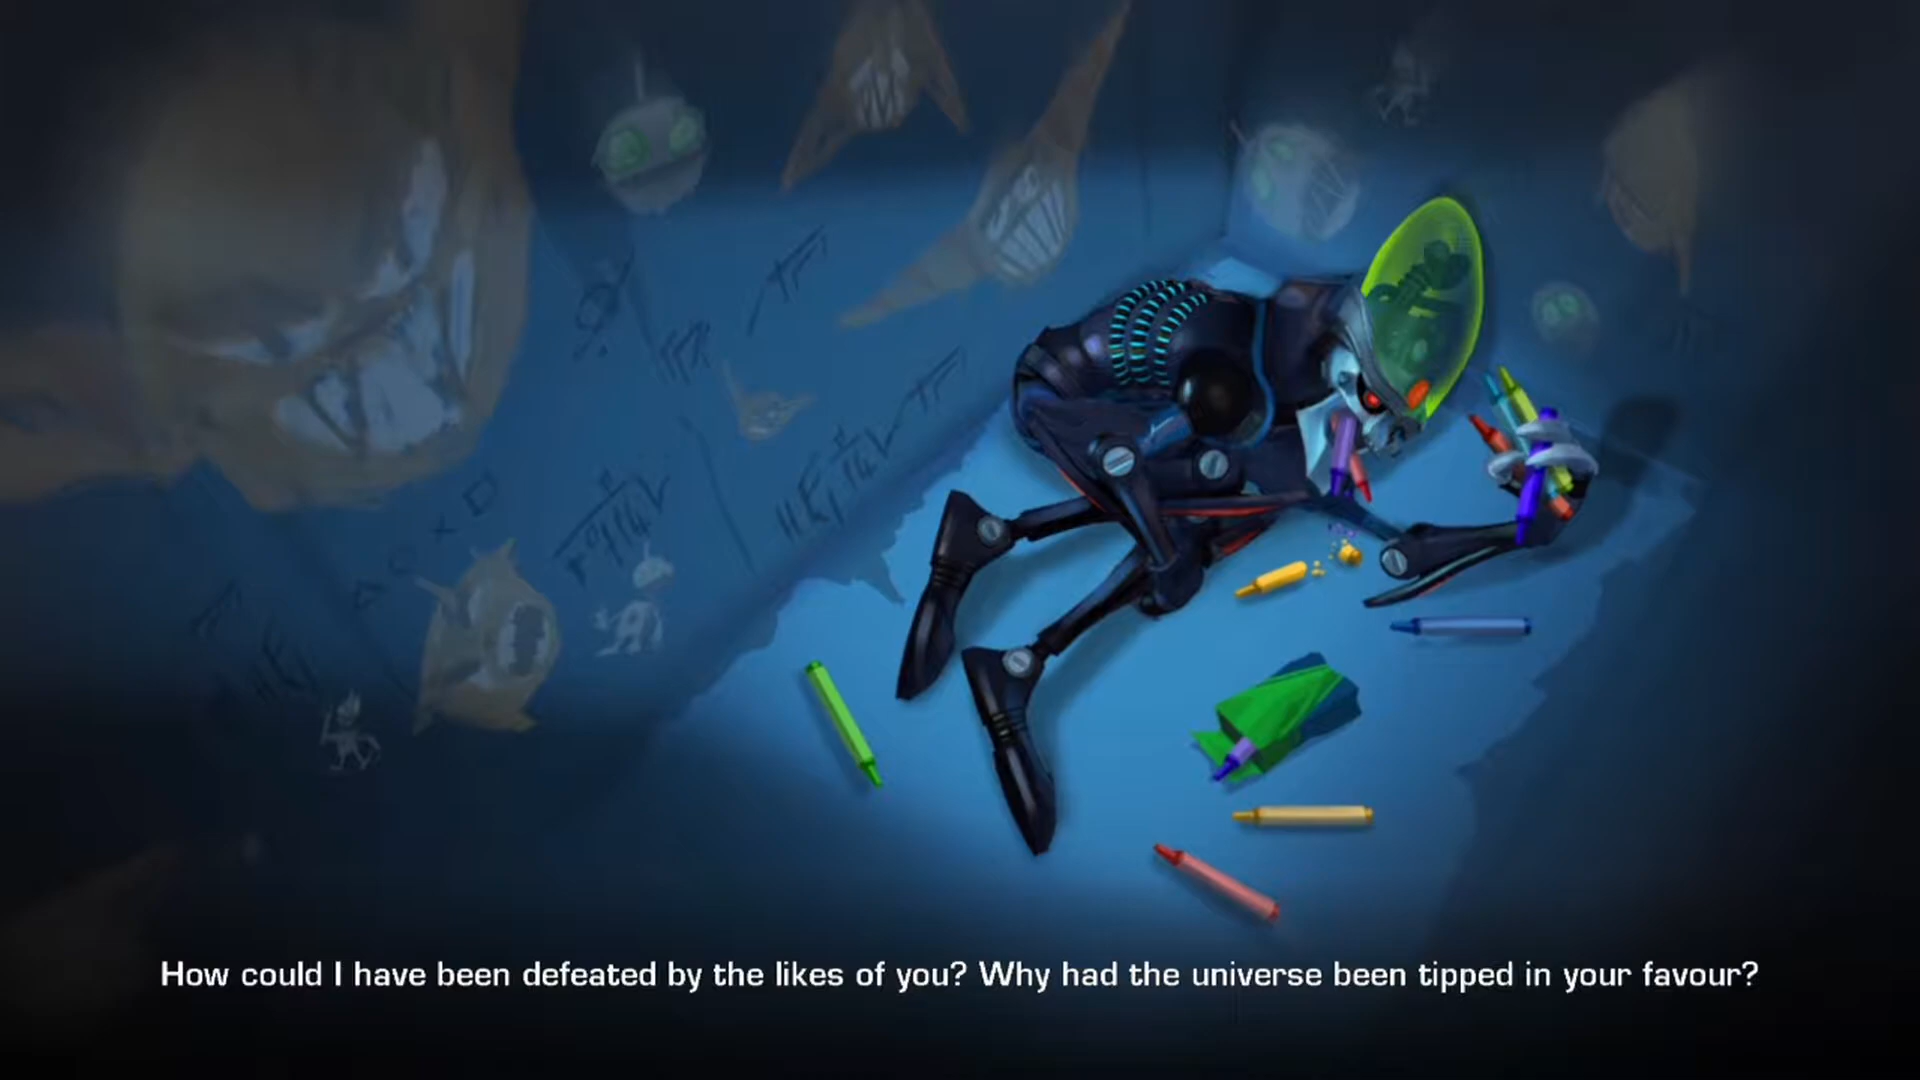 How could I have been defeated by the likes of you? Why had the universe been tipped in your favour?